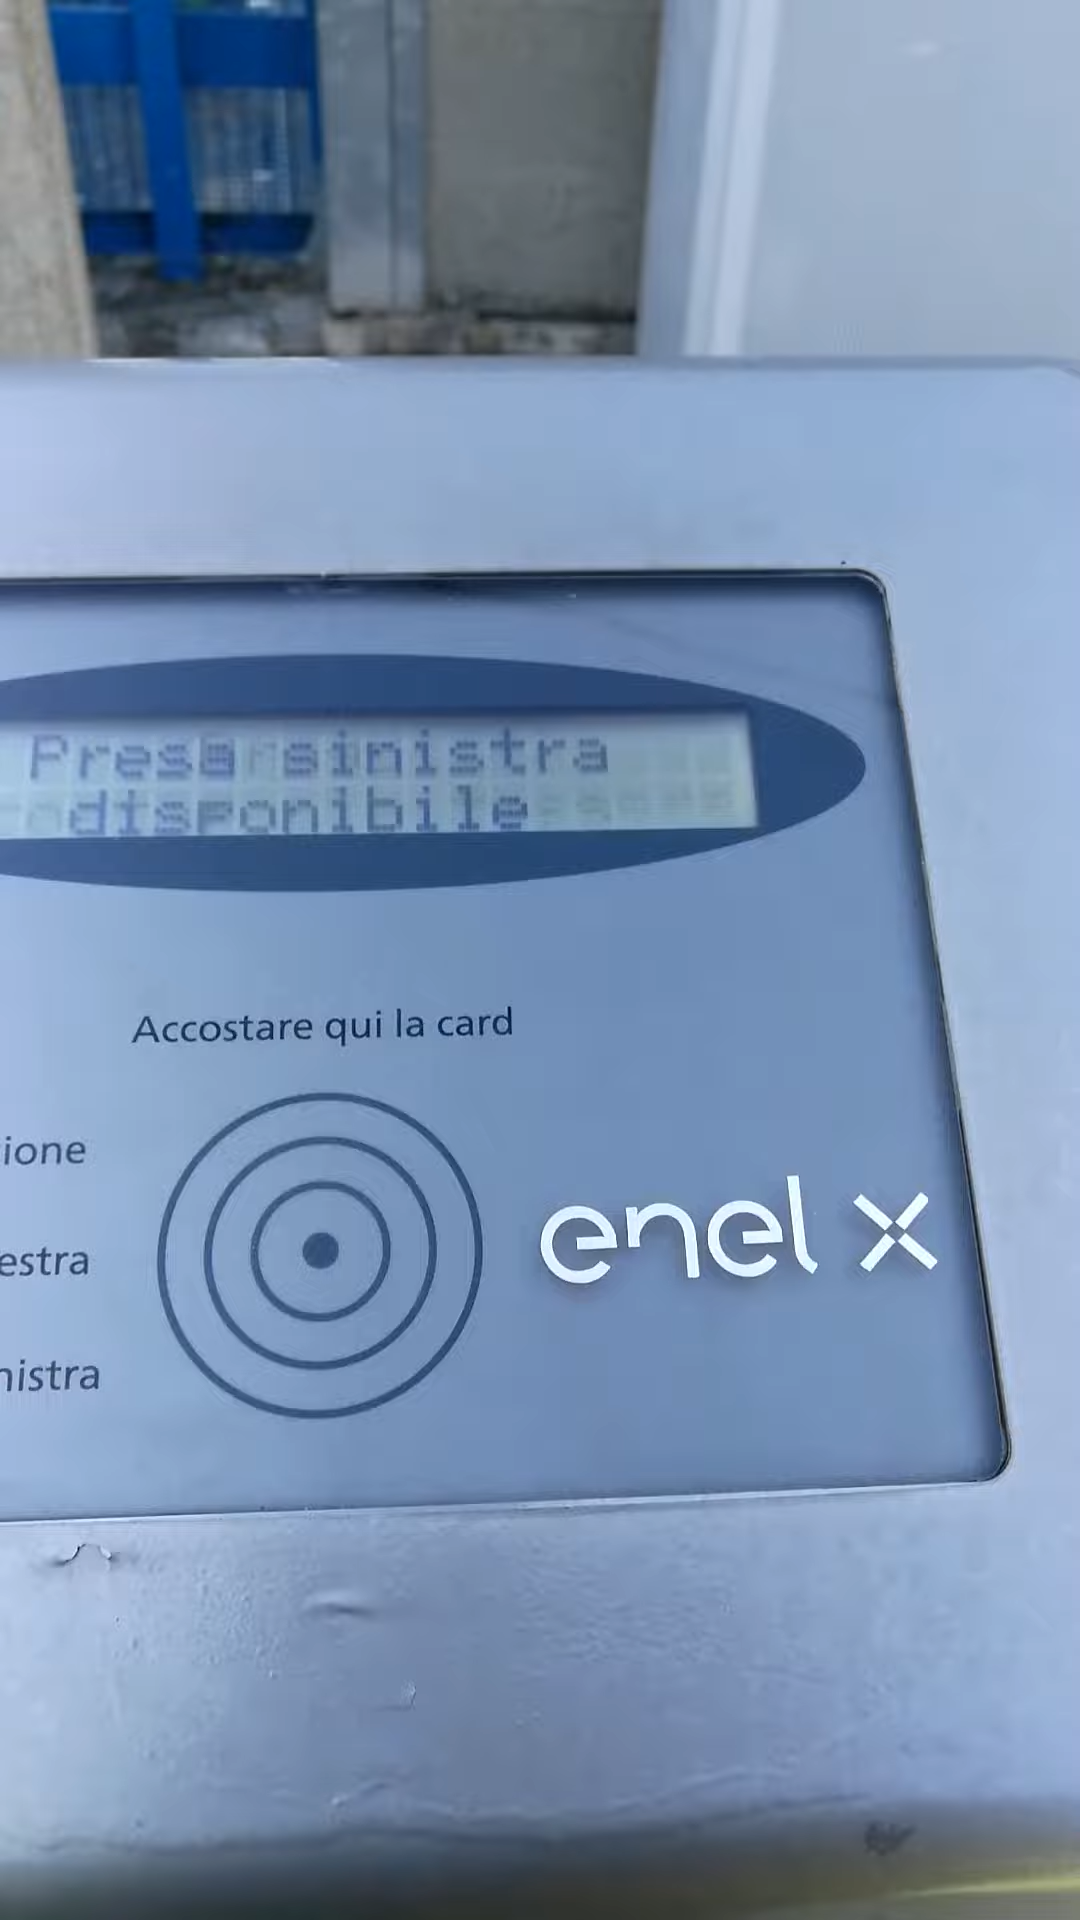 Presa sinistra
disponibile
Accostare qui la card
ione
estra
nistra
enel x